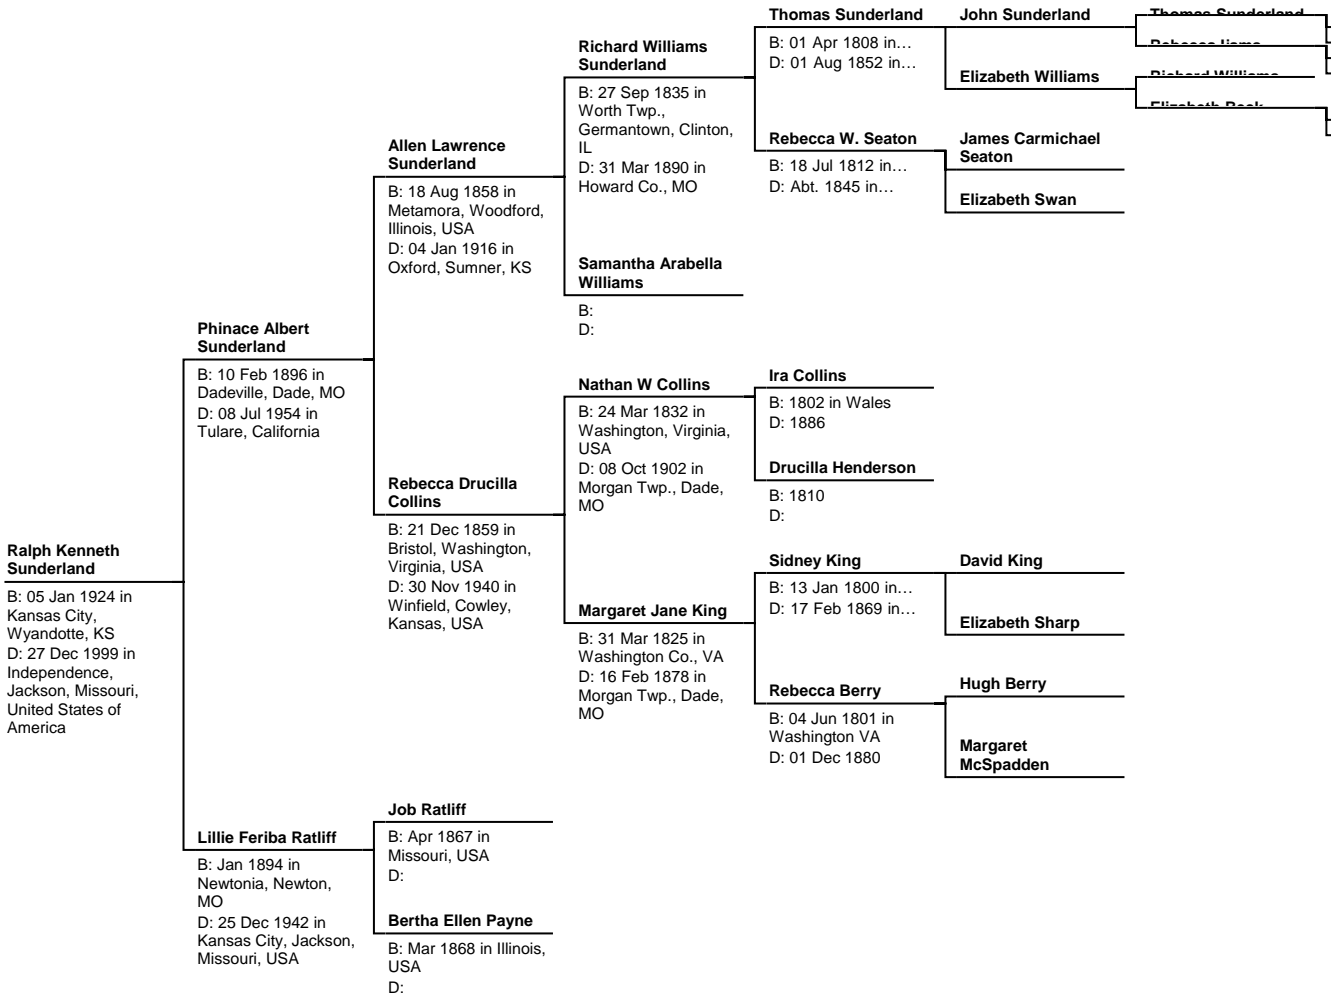 Ralph Kenneth
Sunderland
B: 05 Jan 1924 in
Kansas City,
Wyandotte, KS
D: 27 Dec 1999 in
Independence,
Jackson, Missouri,
United States of
America
Phinace Albert
Sunderland
B: 10 Feb 1896 in
Dadeville, Dade, MO
D: 08 Jul 1954 in
Tulare, California
Lillie Feriba Ratliff
B: Jan 1894 in
Newtonia, Newton,
MO
D: 25 Dec 1942 in
Kansas City, Jackson,
Missouri, USA
Allen Lawrence
Sunderland
B: 18 Aug 1858 in
Metamora, Woodford,
Illinois, USA
D: 04 Jan 1916 in
Oxford, Sumner, KS
Rebecca Drucilla
Collins
B: 21 Dec 1859 in
Bristol, Washington,
Virginia, USA
D: 30 Nov 1940 in
Winfield, Cowley,
Kansas, USA
Job Ratliff
B: Apr 1867 in
Missouri, USA
D:
Bertha Ellen Payne
B: Mar 1868 in Illinois,
USA
D:
Richard Williams
Sunderland
B: 27 Sep 1835 in
Worth Twp.,
Germantown, Clinton,
IL
D: 31 Mar 1890 in
Howard Co., MO
Samantha Arabella
Williams
B:
D:
Nathan W Collins
B: 24 Mar 1832 in
Washington, Virginia,
USA
D: 08 Oct 1902 in
Morgan Twp., Dade,
MO
Margaret Jane King
B: 31 Mar 1825 in
Washington Co., VA
D: 16 Feb 1878 in
Morgan Twp., Dade,
MO
Thomas Sunderland
B: 01 Apr 1808 in…
D: 01 Aug 1852 in…
Rebecca W. Seaton
B: 18 Jul 1812 in…
D: Abt. 1845 in…
Ira Collins
B: 1802 in Wales
D: 1886
Drucilla Henderson
B: 1810
D:
Sidney King
B: 13 Jan 1800 in…
D: 17 Feb 1869 in…
Rebecca Berry
B: 04 Jun 1801 in
Washington VA
D: 01 Dec 1880
John Sunderland
Elizabeth Williams
James Carmichael
Seaton
Elizabeth Swan
David King
Elizabeth Sharp
Hugh Berry
Margaret
McSpadden
Thomas Sunderland
Richard Williams